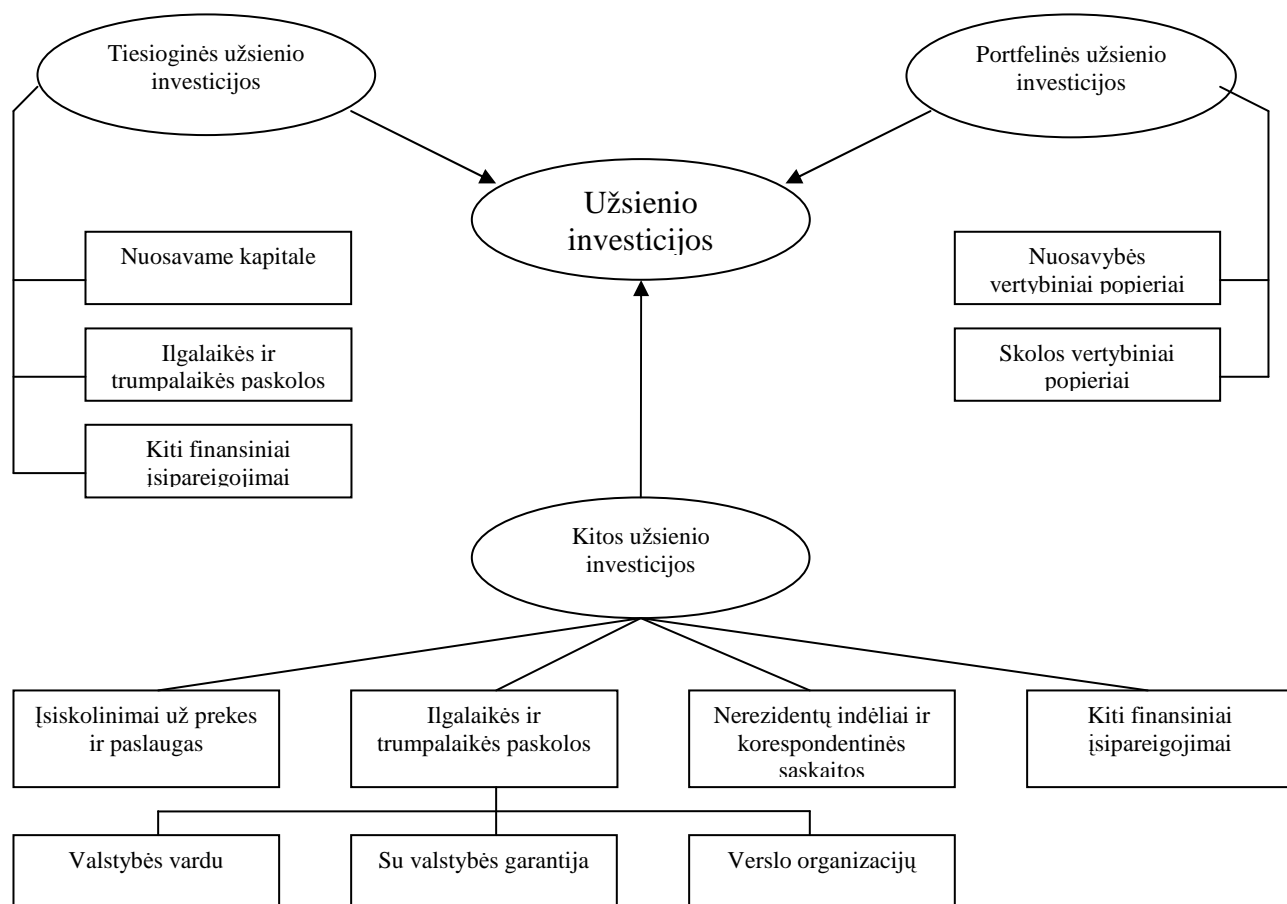 Tiesioginės užsienio
investicijos
Portfelinės užsienio
investicijos
Užsienio
investicijos
Nuosavame kapitale
Ilgalaikės ir
trumpalaikės paskolos
Kiti finansiniai
įsipareigojimai
Nuosavybės
vertybiniai popieriai
Skolos vertybiniai
popieriai
Kitos užsienio
investicijos
Įsiskolinimai už prekes
ir paslaugas
Ilgalaikės ir
trumpalaikės paskolos
Nerezidentų indėliai ir
korespondentinės
saskaitos
Kiti finansiniai
įsipareigojimai
Valstybės vardu
Su valstybės garantija
Verslo organizacijų